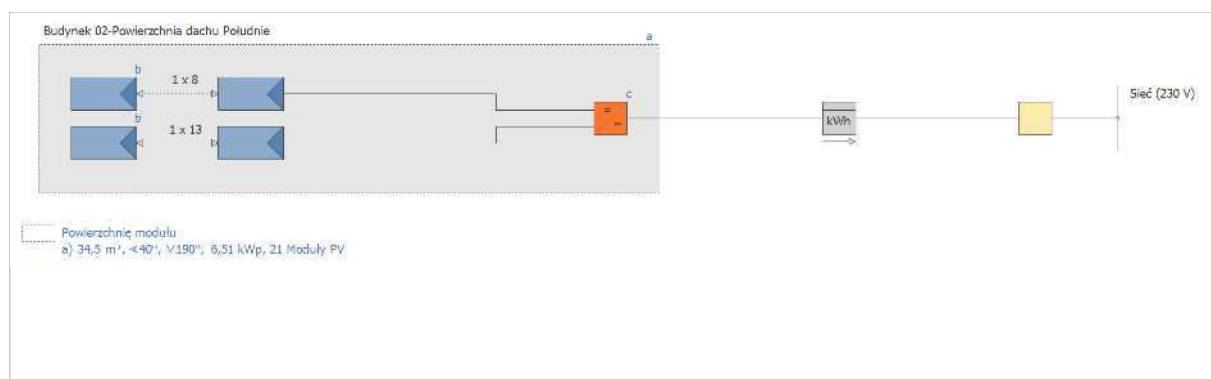 Budynek 02-Powierzchnia dachu Południe
a
b
1 x 8
c
Sieć (230 V)
b
1 x 13
=
~
kWh
Powierzchnię modułu
a) 34,5 m², <40°, ∨190°, 6,51 kWp, 21 Moduły PV